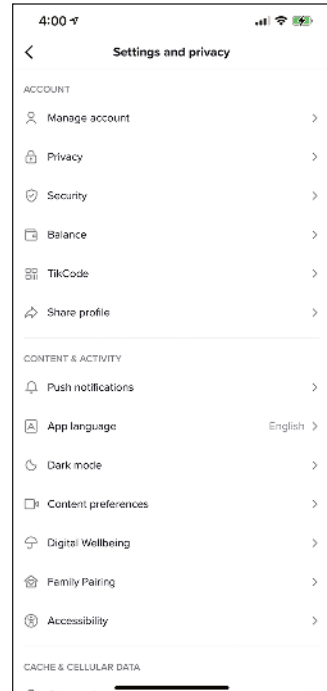 4:00
Settings and privacy
ACCOUNT
Manage account
Privacy
Security
Balance
TikCode
Share profile
CONTENT & ACTIVITY
Push notifications
App language English
Dark mode
Content preferences
Digital Wellbeing
Family Pairing
Accessibility
CACHE & CELLULAR DATA